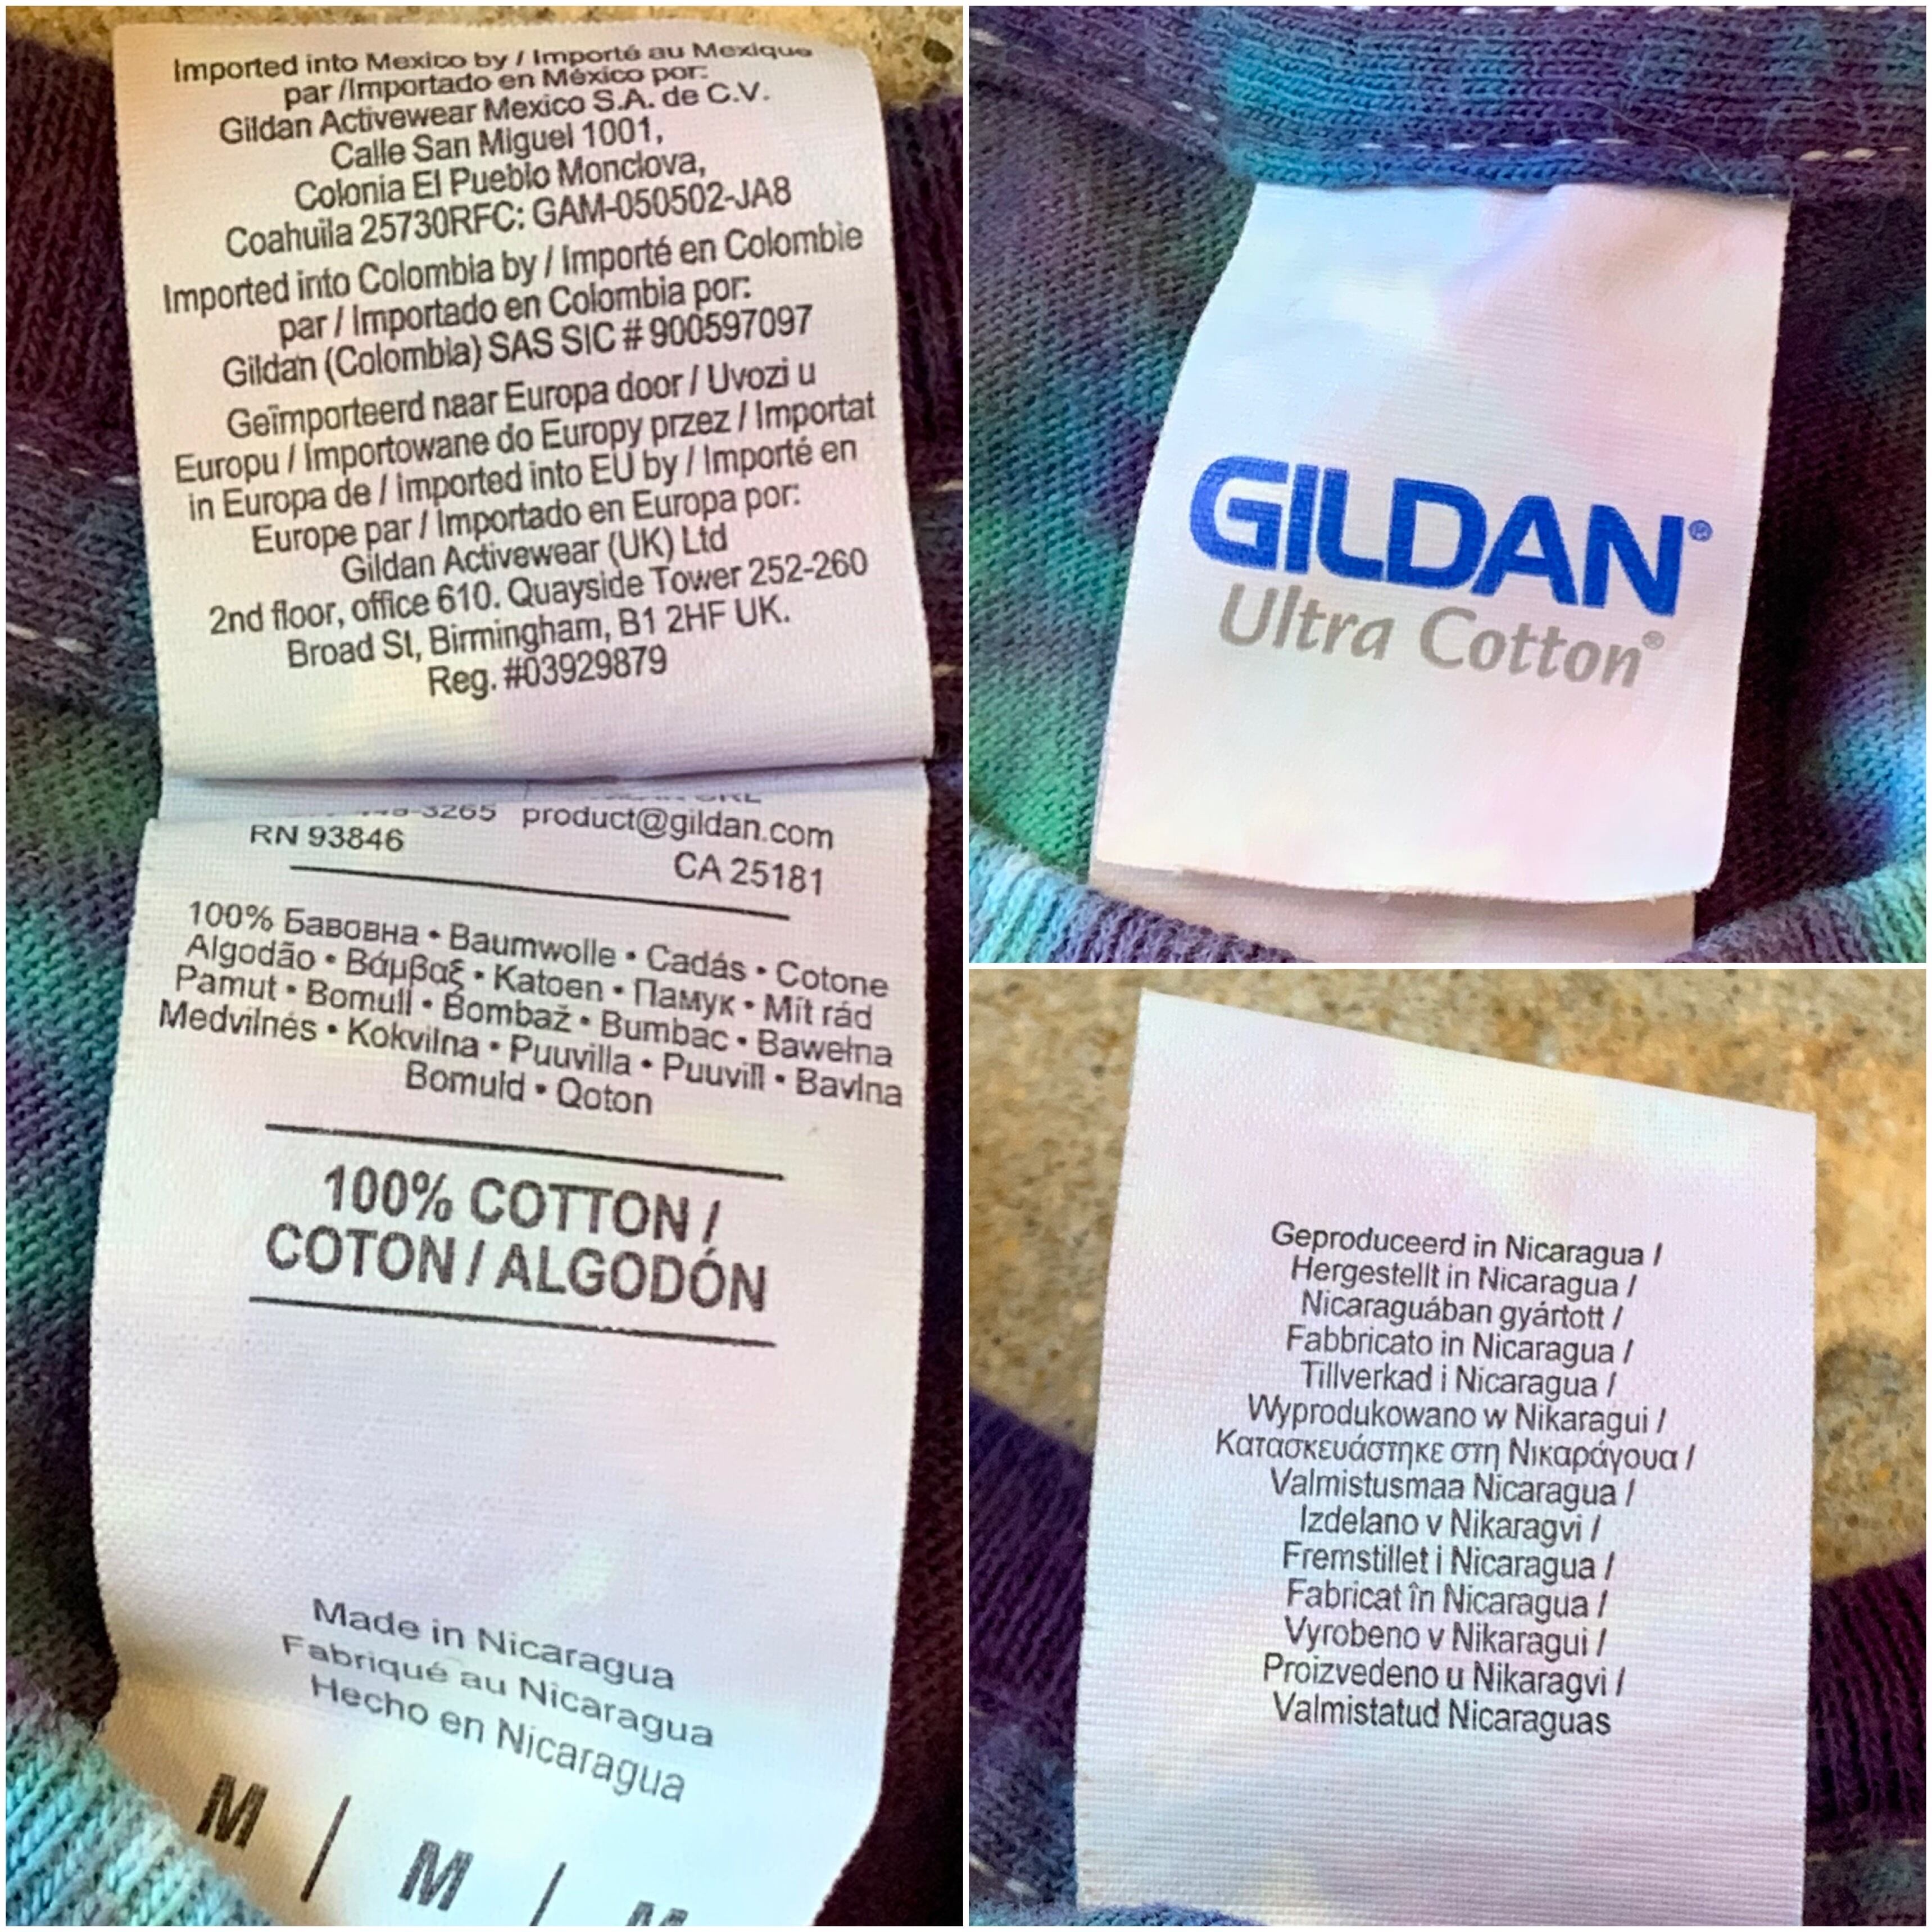 Imported into Mexico by / Importé au Mexique
par /Importado en México por:
Gildan Activewear Mexico S.A. de C.V.
Calle San Miguel 1001,
Colonia El Pueblo Monclova,
Coahuila 25730RFC: GAM-050502-JA8
Imported into Colombia by / Importé en Colombie
par / Importado en Colombia por:
Gildan (Colombia) SAS SIC # 900597097
Geïmporteerd naar Europa door / Uvozi u
Europu / Importowane do Europy przez / Importat
in Europa de / Imported into EU by / Importé en
Europe par / Importado en Europa por:
Gildan Activewear (UK) Ltd
2nd floor, office 610. Quayside Tower 252-260
Broad St, Birmingham, B1 2HF UK.
Reg. #03929879
-3265 product@gildan.com
RN 93846
CA 25181
100% Бавовна • Baumwolle • Cadás • Cotone
Algodão • Βάμβαξ • Katoen • Памук • Mít rád
Pamut • Bomull • Bombaž • Bumbac • Bawełna
Medvilnés • Kokvilna • Puuvilla • Puuvill • Bavlna
Bomuld • Qoton
100% COTTON /
COTON / ALGODÓN
Made in Nicaragua
Fabriqué au Nicaragua
Hecho en Nicaragua
M / M / M
GILDAN®
Ultra Cotton®
Geproduceerd in Nicaragua /
Hergestellt in Nicaragua /
Nicaraguában gyártott /
Fabbricato in Nicaragua /
Tillverkad i Nicaragua /
Wyprodukowano w Nikaragui /
Κατασκευάστηκε στη Νικαράγουα /
Valmistusmaa Nicaragua /
Izdelano v Nikaragvi /
Fremstillet i Nicaragua /
Fabricat în Nicaragua /
Vyrobeno v Nikaragui /
Proizvedeno u Nikaragvi /
Valmistatud Nicaraguas